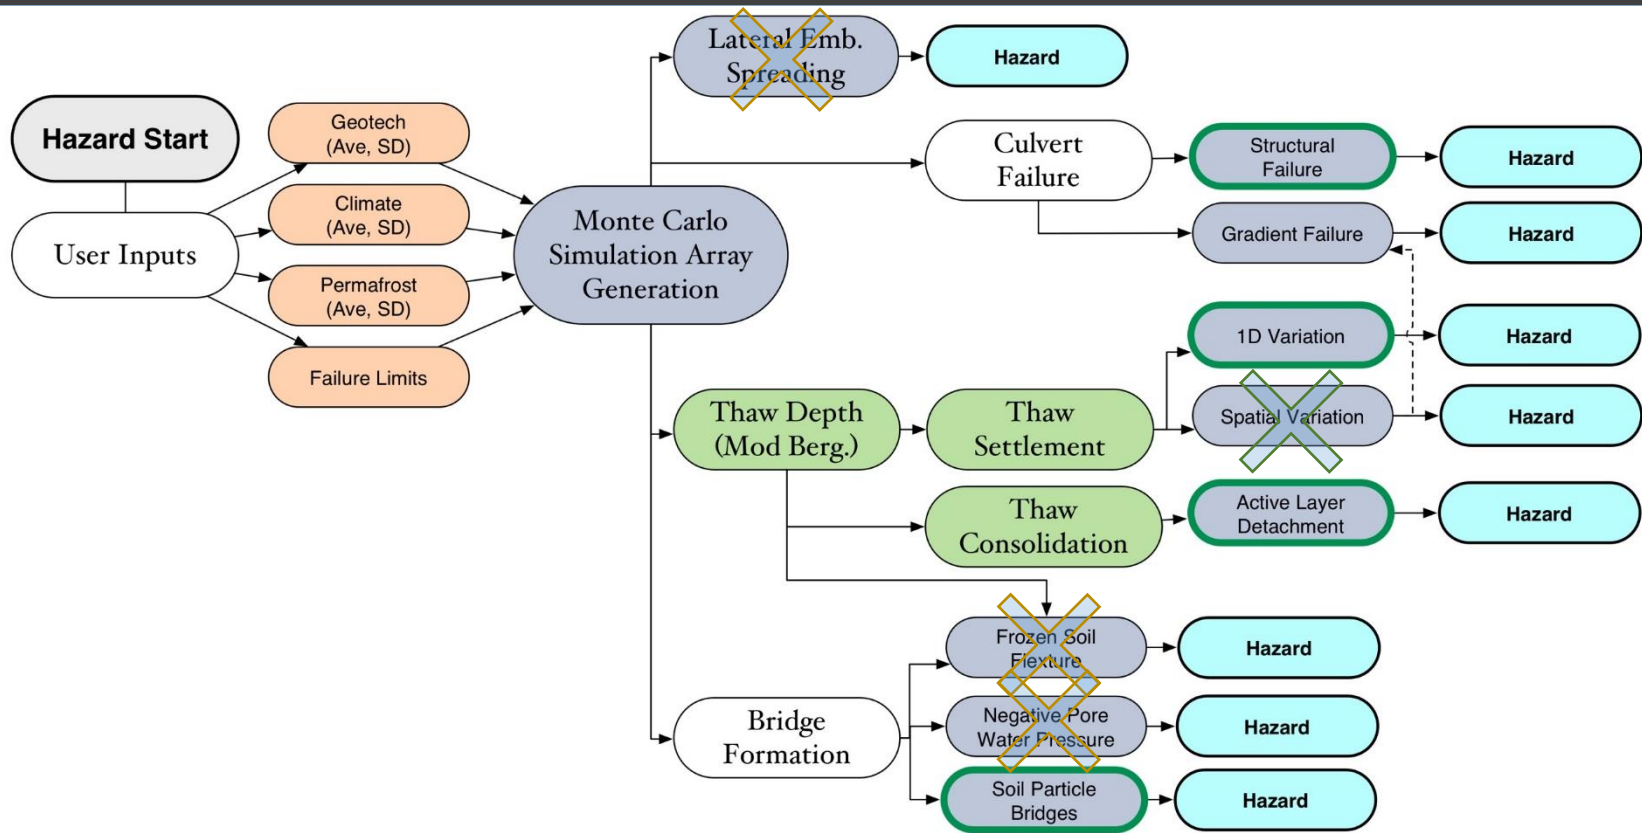 Hazard Start
User Inputs
Geotech
(Ave, SD)
Climate
(Ave, SD)
Permafrost
(Ave, SD)
Failure Limits
Monte Carlo
Simulation Array
Generation
Lateral Emb.
Spreading
Hazard
Culvert
Failure
Structural
Failure
Hazard
Gradient Failure
Hazard
Thaw Depth
(Mod Berg.)
Thaw
Settlement
1D Variation
Hazard
Spatial Variation
Hazard
Thaw
Consolidation
Active Layer
Detachment
Hazard
Bridge
Formation
Frozen Soil
Flexture
Hazard
Negative Pore
Water Pressure
Hazard
Soil Particle
Bridges
Hazard